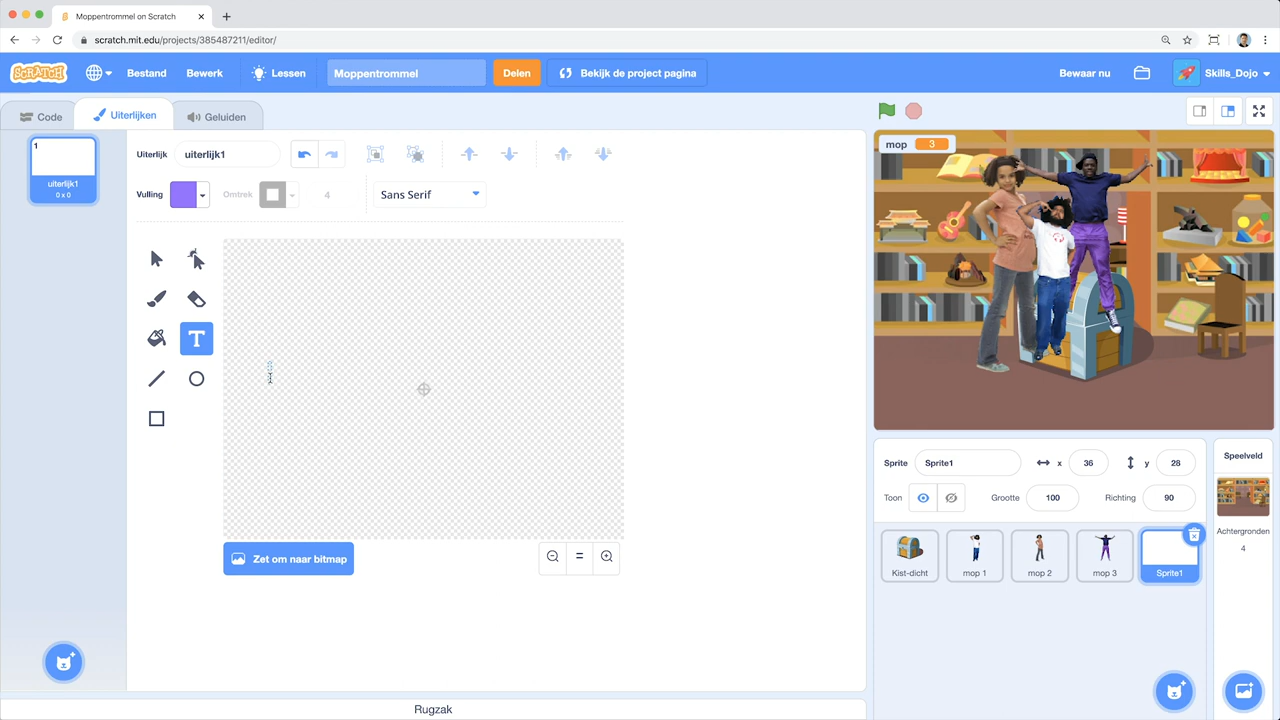 Moppentrommel on Scratch
scratch.mit.edu/projects/385487211/editor/
SCRATCH
Bestand
Bewerk
Lessen
Moppentrommel
Delen
Bekijk de project pagina
Bewaar nu
Skills_Dojo
Code
Uiterlijken
Geluiden
1
uiterlijk1
0 x 0
Uiterlijk
uiterlijk1
Vulling
Omtrek
4
Sans Serif
T
Zet om naar bitmap
mop 3
Sprite
Sprite1
x
36
y
28
Toon
Grootte
100
Richting
90
Kist-dicht
mop 1
mop 2
mop 3
Sprite1
Speelveld
Achtergronden
4
Rugzak